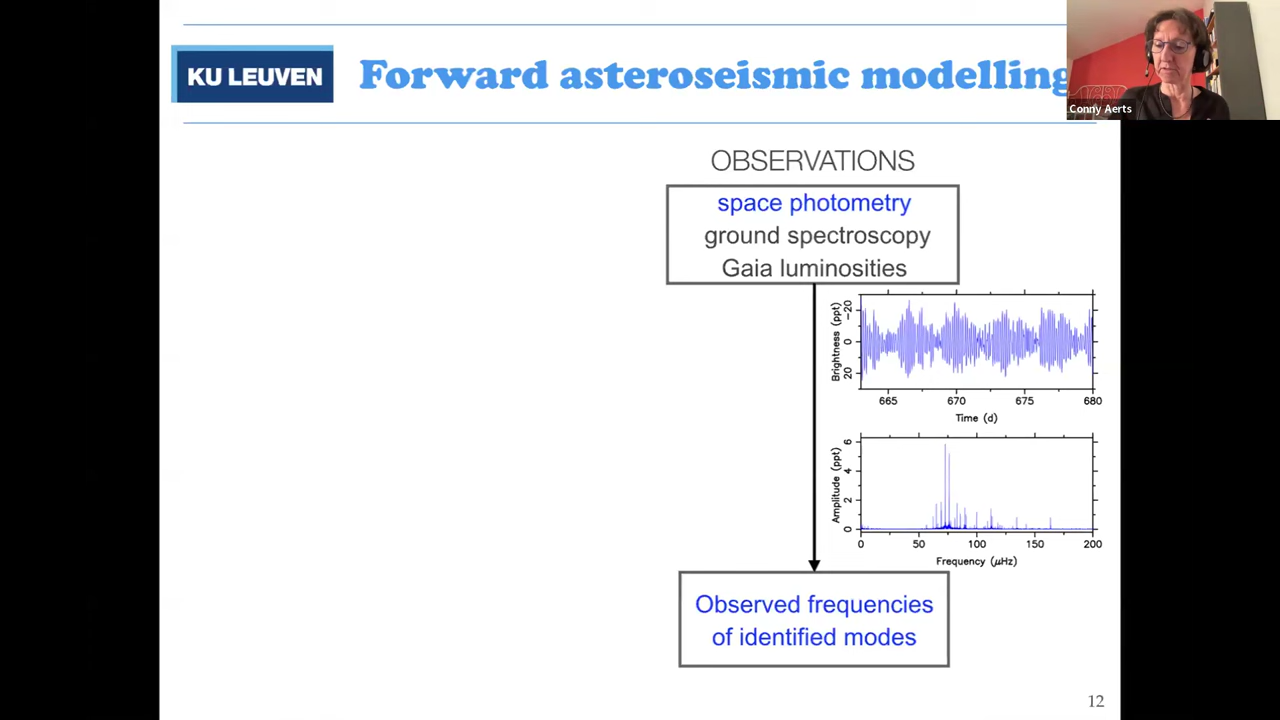 KU LEUVEN
Forward asteroseismic modelling
Conny Aerts
OBSERVATIONS
space photometry
ground spectroscopy
Gaia luminosities
Brightness (ppt)
−20
0
20
665 670 675 680
Time (d)
Amplitude (ppt)
6
4
2
0
0 50 100 150 200
Frequency (μHz)
Observed frequencies
of identified modes
12